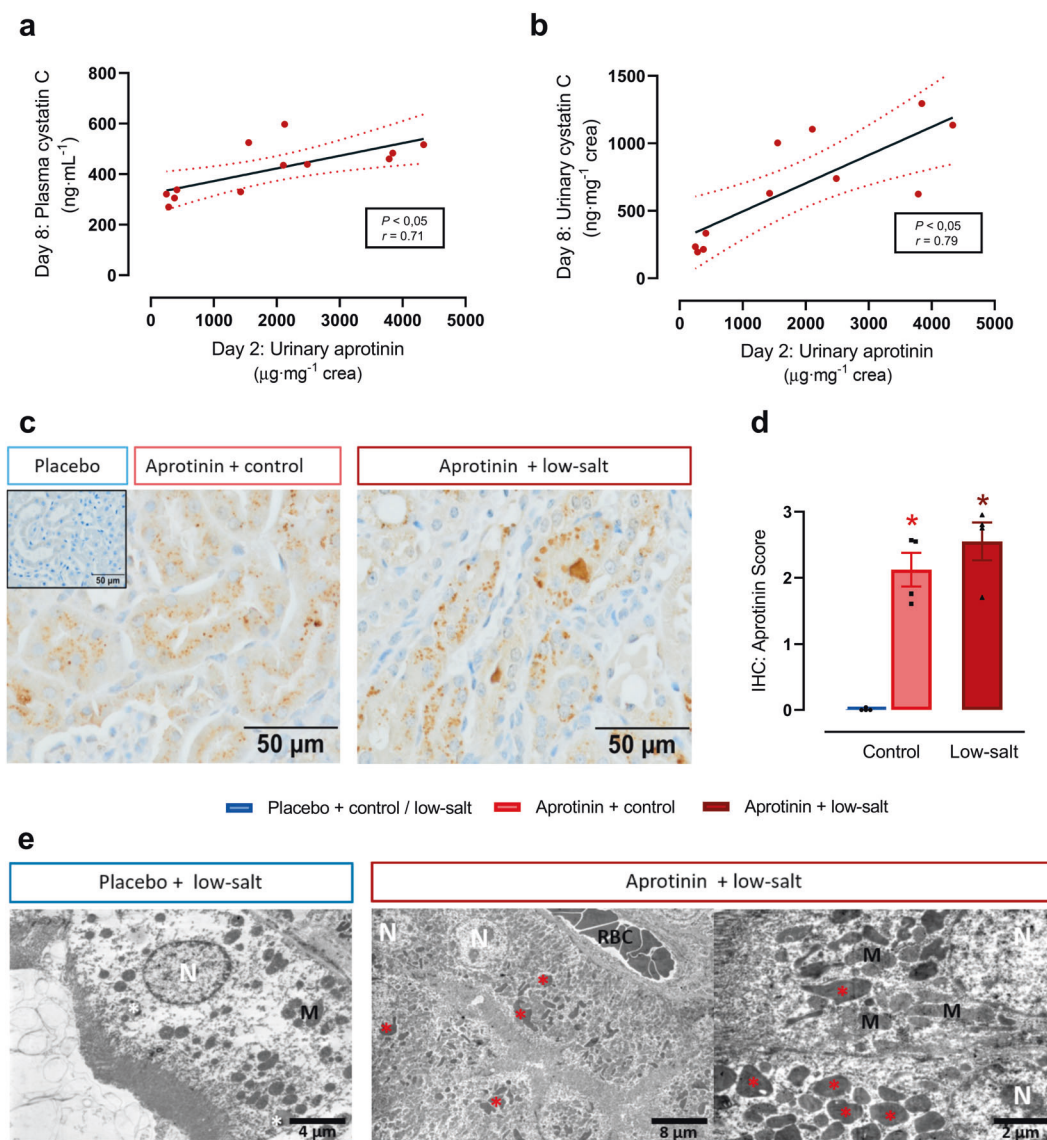 a
800
600
400
200
0
Day 8: Plasma cystatin C
(ng·mL⁻¹)
P < 0,05
r = 0.71
0 1000 2000 3000 4000 5000
Day 2: Urinary aprotinin
(μg·mg⁻¹ crea)
b
1500
1000
500
0
Day 8: Urinary cystatin C
(ng·mg⁻¹ crea)
P < 0,05
r = 0.79
0 1000 2000 3000 4000 5000
Day 2: Urinary aprotinin
(μg·mg⁻¹ crea)
c
Placebo
Aprotinin + control
Aprotinin + low-salt
50 μm
50 μm
50 μm
d
IHC: Aprotinin Score
3
2
1
0
*
*
Control Low-salt
Placebo + control / low-salt
Aprotinin + control
Aprotinin + low-salt
e
Placebo + low-salt
Aprotinin + low-salt
N
M
*
*
4 μm
N
N
RBC
*
*
*
*
8 μm
N
M
*
M
M
*
*
*
*
N
2 μm